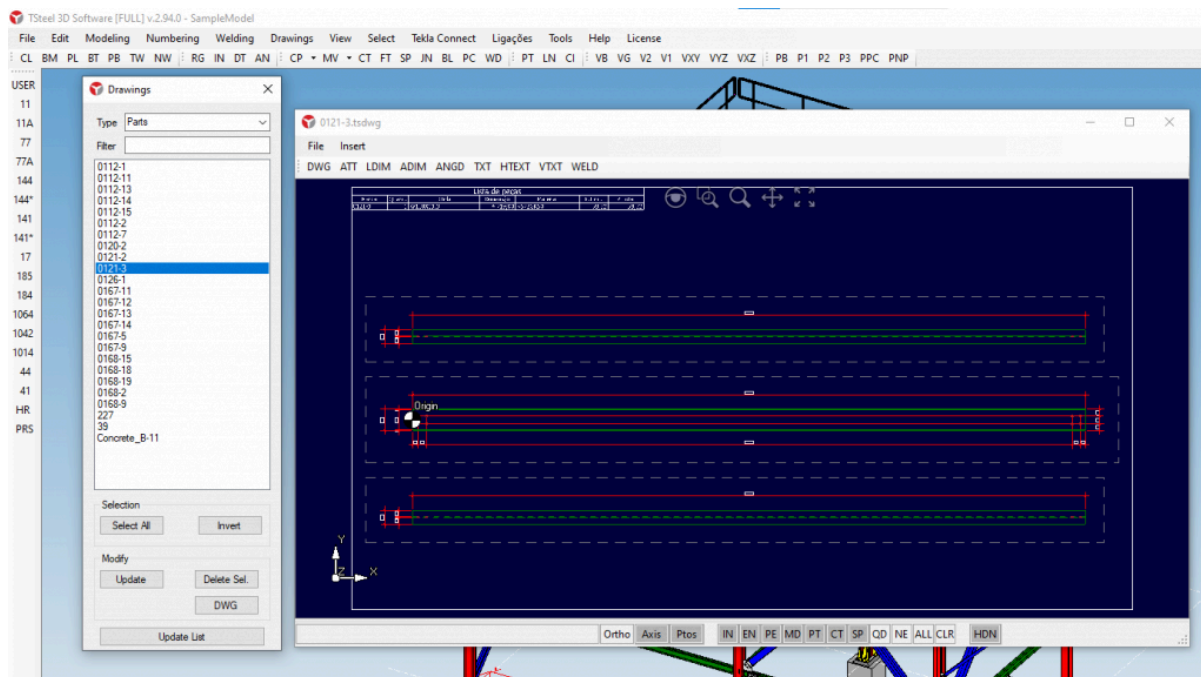 TSteel 3D Software [FULL] v.2.94.0 - SampleModel
File Edit Modeling Numbering Welding Drawings View Select Tekla Connect Ligações Tools Help License
CL BM PL BT PB TW NW RG IN DT AN CP MV CT FT SP JN BL PC WD PT LN CI VB VG V2 V1 VXY VYZ VXZ PB P1 P2 P3 PPC PNP
USER
11
11A
77
77A
144
144*
141
141*
17
185
184
1064
1042
1014
44
41
HR
PRS
Drawings
Type Parts
Filter
0112-1
0112-11
0112-13
0112-14
0112-15
0112-2
0112-7
0120-2
0121-2
0121-3
0126-1
0167-11
0167-12
0167-13
0167-14
0167-5
0167-9
0168-15
0168-18
0168-19
0168-2
0168-9
227
39
Concrete_B-11
Selection
Select All Invert
Modify
Update Delete Sel.
DWG
Update List
0121-3.tsdwg
File Insert
DWG ATT LDIM ADIM ANGD TXT HTEXT VTXT WELD
Lista de peças
Origin
Y
Z X
Ortho Axis Ptos IN EN PE MD PT CT SP QD NE ALL CLR HDN